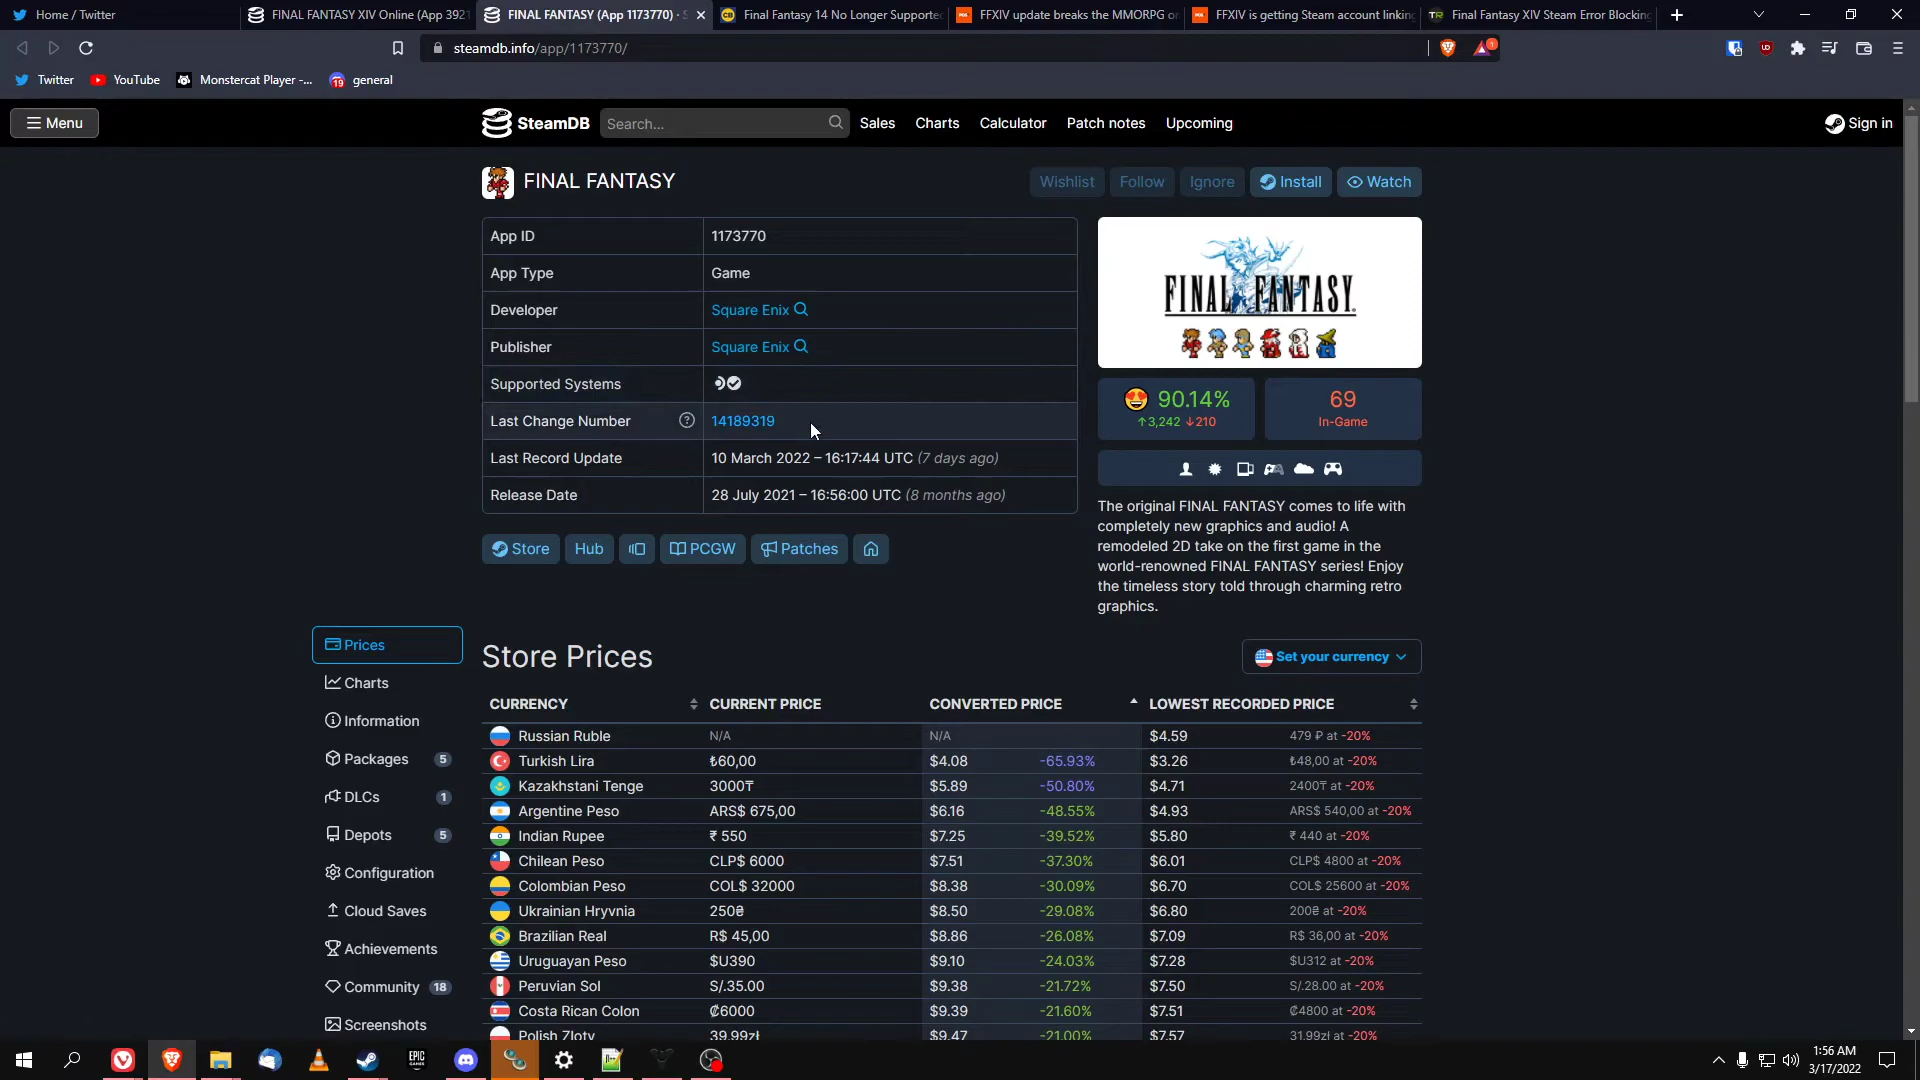 Home / Twitter
FINAL FANTASY XIV Online (App 3921
FINAL FANTASY (App 1173770) · S
Final Fantasy 14 No Longer Supporte
FFXIV update breaks the MMORPG o
FFXIV is getting Steam account linkin
Final Fantasy XIV Steam Error Blockin
steamdb.info/app/1173770/
1
Twitter
YouTube
Monstercat Player -...
19
general
Menu
SteamDB
Search...
Sales
Charts
Calculator
Patch notes
Upcoming
Sign in
FINAL FANTASY
Wishlist
Follow
Ignore
Install
Watch
App ID 1173770
App Type Game
Developer Square Enix
Publisher Square Enix
Supported Systems
Last Change Number ? 14189319
Last Record Update 10 March 2022 – 16:17:44 UTC (7 days ago)
Release Date 28 July 2021 – 16:56:00 UTC (8 months ago)
Store
Hub
PCGW
Patches
FINAL FANTASY
90.14%
↑3,242 ↓210
69
In-Game
The original FINAL FANTASY comes to life with
completely new graphics and audio! A
remodeled 2D take on the first game in the
world-renowned FINAL FANTASY series! Enjoy
the timeless story told through charming retro
graphics.
Prices
Charts
Information
Packages 5
DLCs 1
Depots 5
Configuration
Cloud Saves
Achievements
Community 18
Screenshots
Store Prices
Set your currency
CURRENCY CURRENT PRICE CONVERTED PRICE LOWEST RECORDED PRICE
Russian Ruble N/A N/A $4.59 479 ₽ at -20%
Turkish Lira ₺60,00 $4.08 -65.93% $3.26 ₺48,00 at -20%
Kazakhstani Tenge 3000₸ $5.89 -50.80% $4.71 2400₸ at -20%
Argentine Peso ARS$ 675,00 $6.16 -48.55% $4.93 ARS$ 540,00 at -20%
Indian Rupee ₹ 550 $7.25 -39.52% $5.80 ₹ 440 at -20%
Chilean Peso CLP$ 6000 $7.51 -37.30% $6.01 CLP$ 4800 at -20%
Colombian Peso COL$ 32000 $8.38 -30.09% $6.70 COL$ 25600 at -20%
Ukrainian Hryvnia 250₴ $8.50 -29.08% $6.80 200₴ at -20%
Brazilian Real R$ 45,00 $8.86 -26.08% $7.09 R$ 36,00 at -20%
Uruguayan Peso $U390 $9.10 -24.03% $7.28 $U312 at -20%
Peruvian Sol S/.35.00 $9.38 -21.72% $7.50 S/.28.00 at -20%
Costa Rican Colon ₡6000 $9.39 -21.60% $7.51 ₡4800 at -20%
Polish Zloty 39.99zł $9.47 -21.00% $7.57 31.99zł at -20%
EPIC GAMES
1:56 AM
3/17/2022